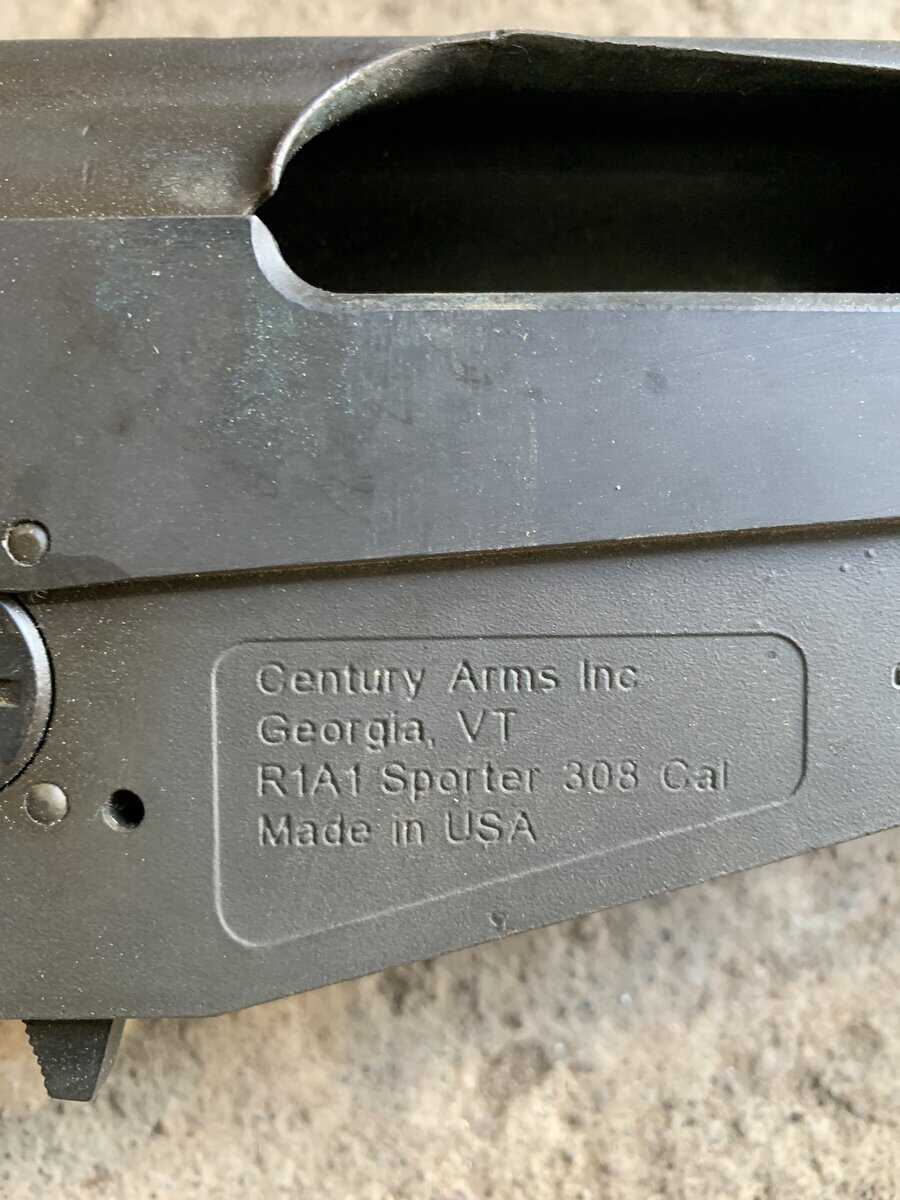 Century Arms Inc
Georgia, VT
R1A1 Sporter 308 Cal
Made in USA